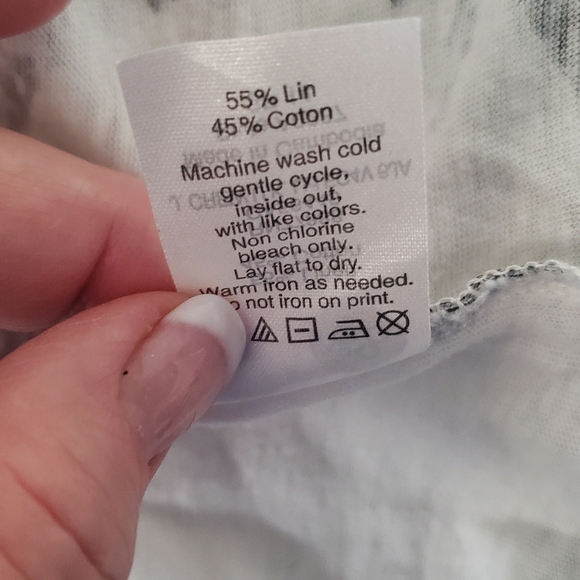 55% Lin
45% Coton
Machine wash cold
gentle cycle,
inside out,
with like colors.
Non chlorine
bleach only.
Lay flat to dry.
Warm iron as needed.
Do not iron on print.